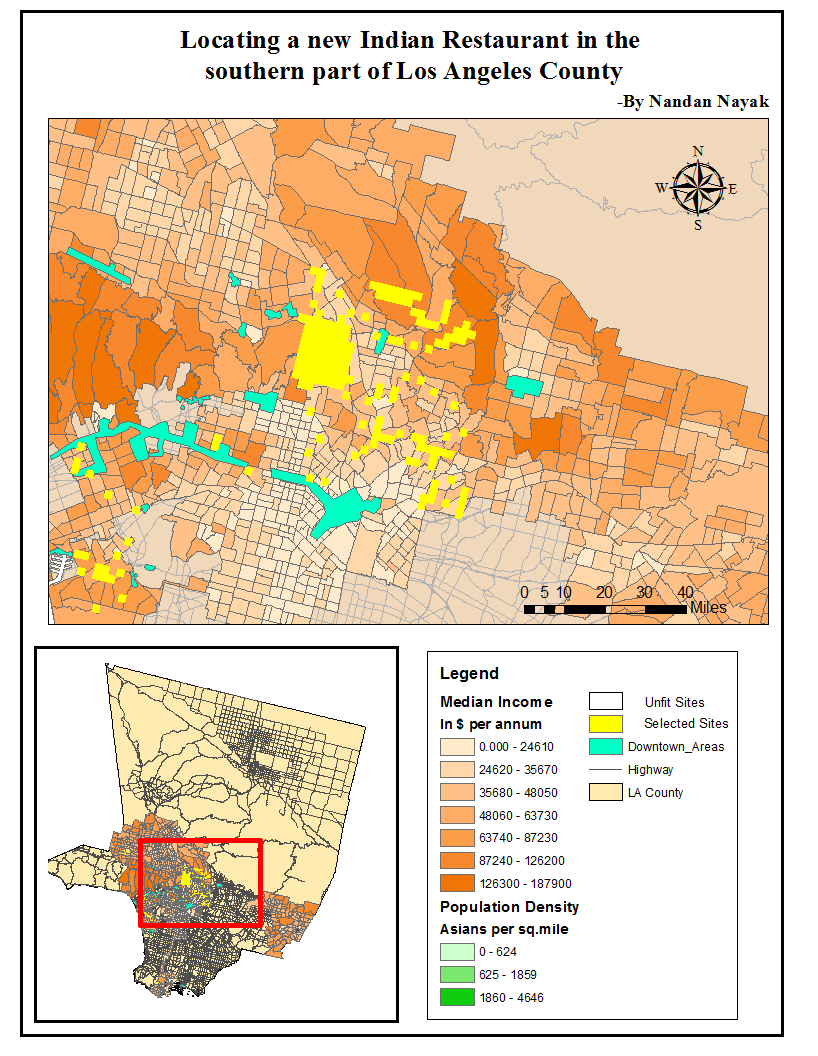 Locating a new Indian Restaurant in the
southern part of Los Angeles County
-By Nandan Nayak
N
W E
S
0 5 10 20 30 40
Miles
Legend
Median Income
In $ per annum
0.000 - 24610
24620 - 35670
35680 - 48050
48060 - 63730
63740 - 87230
87240 - 126200
126300 - 187900
Population Density
Asians per sq.mile
0 - 624
625 - 1859
1860 - 4646
Unfit Sites
Selected Sites
Downtown_Areas
Highway
LA County